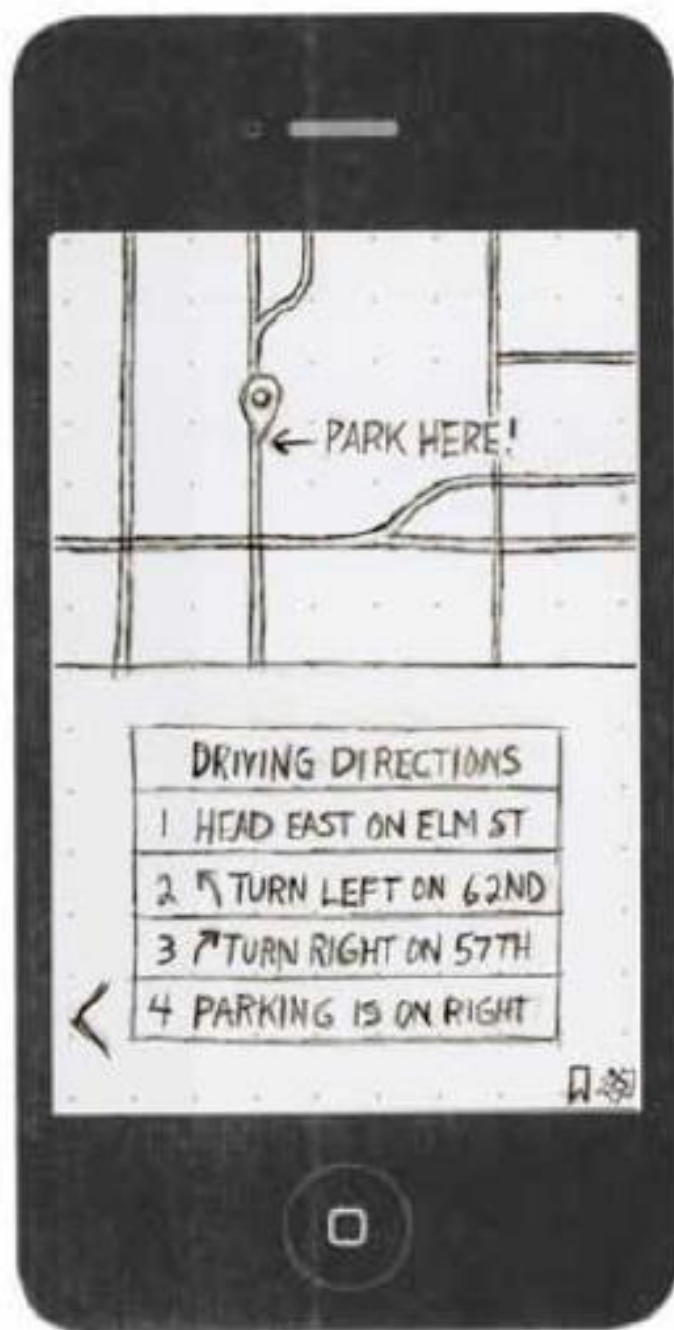 ← PARK HERE!
DRIVING DIRECTIONS
1 HEAD EAST ON ELM ST
2 ↖ TURN LEFT ON 62ND
3 ↗ TURN RIGHT ON 57TH
4 PARKING IS ON RIGHT